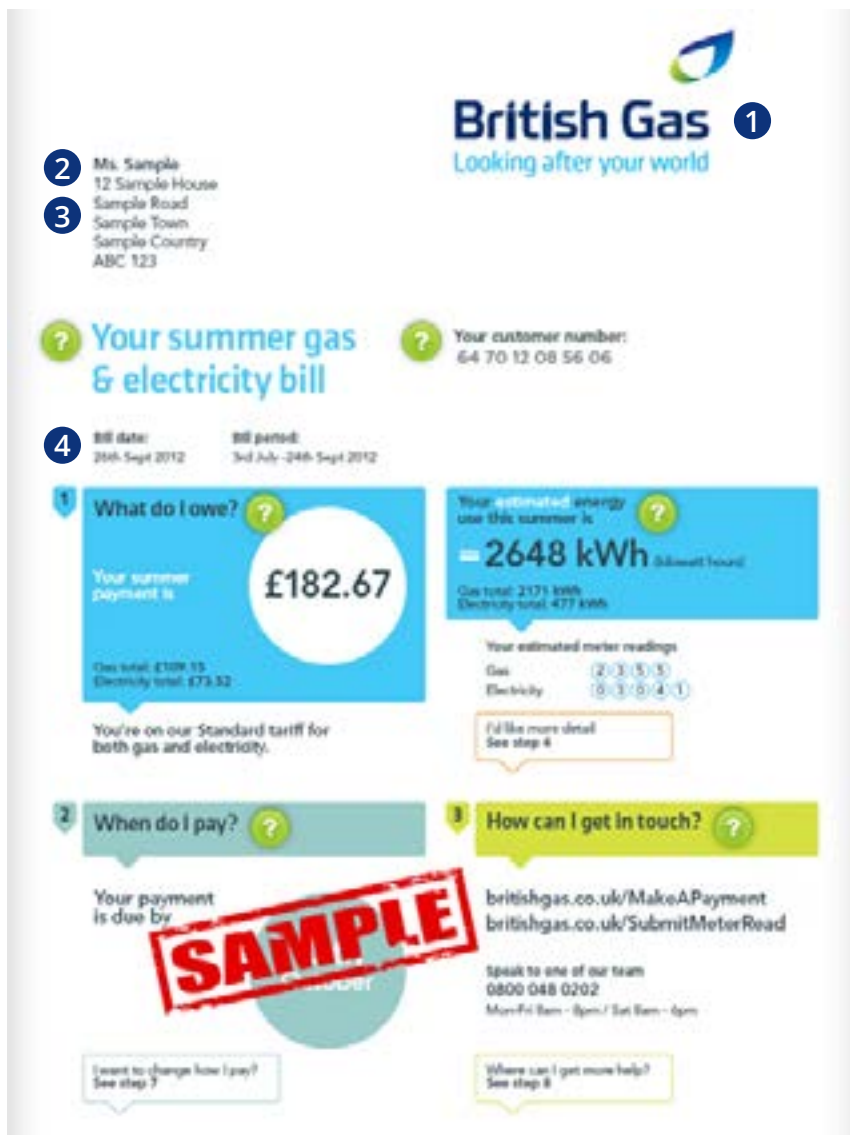 British Gas
1
Looking after your world
2
Ms. Sample
12 Sample House
3
Sample Road
Sample Town
Sample Country
ABC 123
? Your summer gas
& electricity bill
? Your customer number:
64 70 12 08 56 06
4
Bill date:
26th Sept 2012
Bill period:
3rd July -24th Sept 2012
1
What do I owe? ?
Your summer
payment is
£182.67
Gas total: £109.15
Electricity total: £73.52
You're on our Standard tariff for
both gas and electricity.
Your estimated energy
use this summer is
?
= 2648 kWh (kilowatt hours)
Gas total: 2171 kWh
Electricity total: 477 kWh
Your estimated meter readings
Gas 2 3 5 5
Electricity 0 3 0 4 1
I'd like more detail
See step 4
2
When do I pay? ?
Your payment
is due by
SAMPLE
I want to change how I pay?
See step 7
3
How can I get in touch? ?
britishgas.co.uk/MakeAPayment
britishgas.co.uk/SubmitMeterRead
Speak to one of our team
0800 048 0202
Mon-Fri 8am - 8pm / Sat 8am - 6pm
Where can I get more help?
See step 8